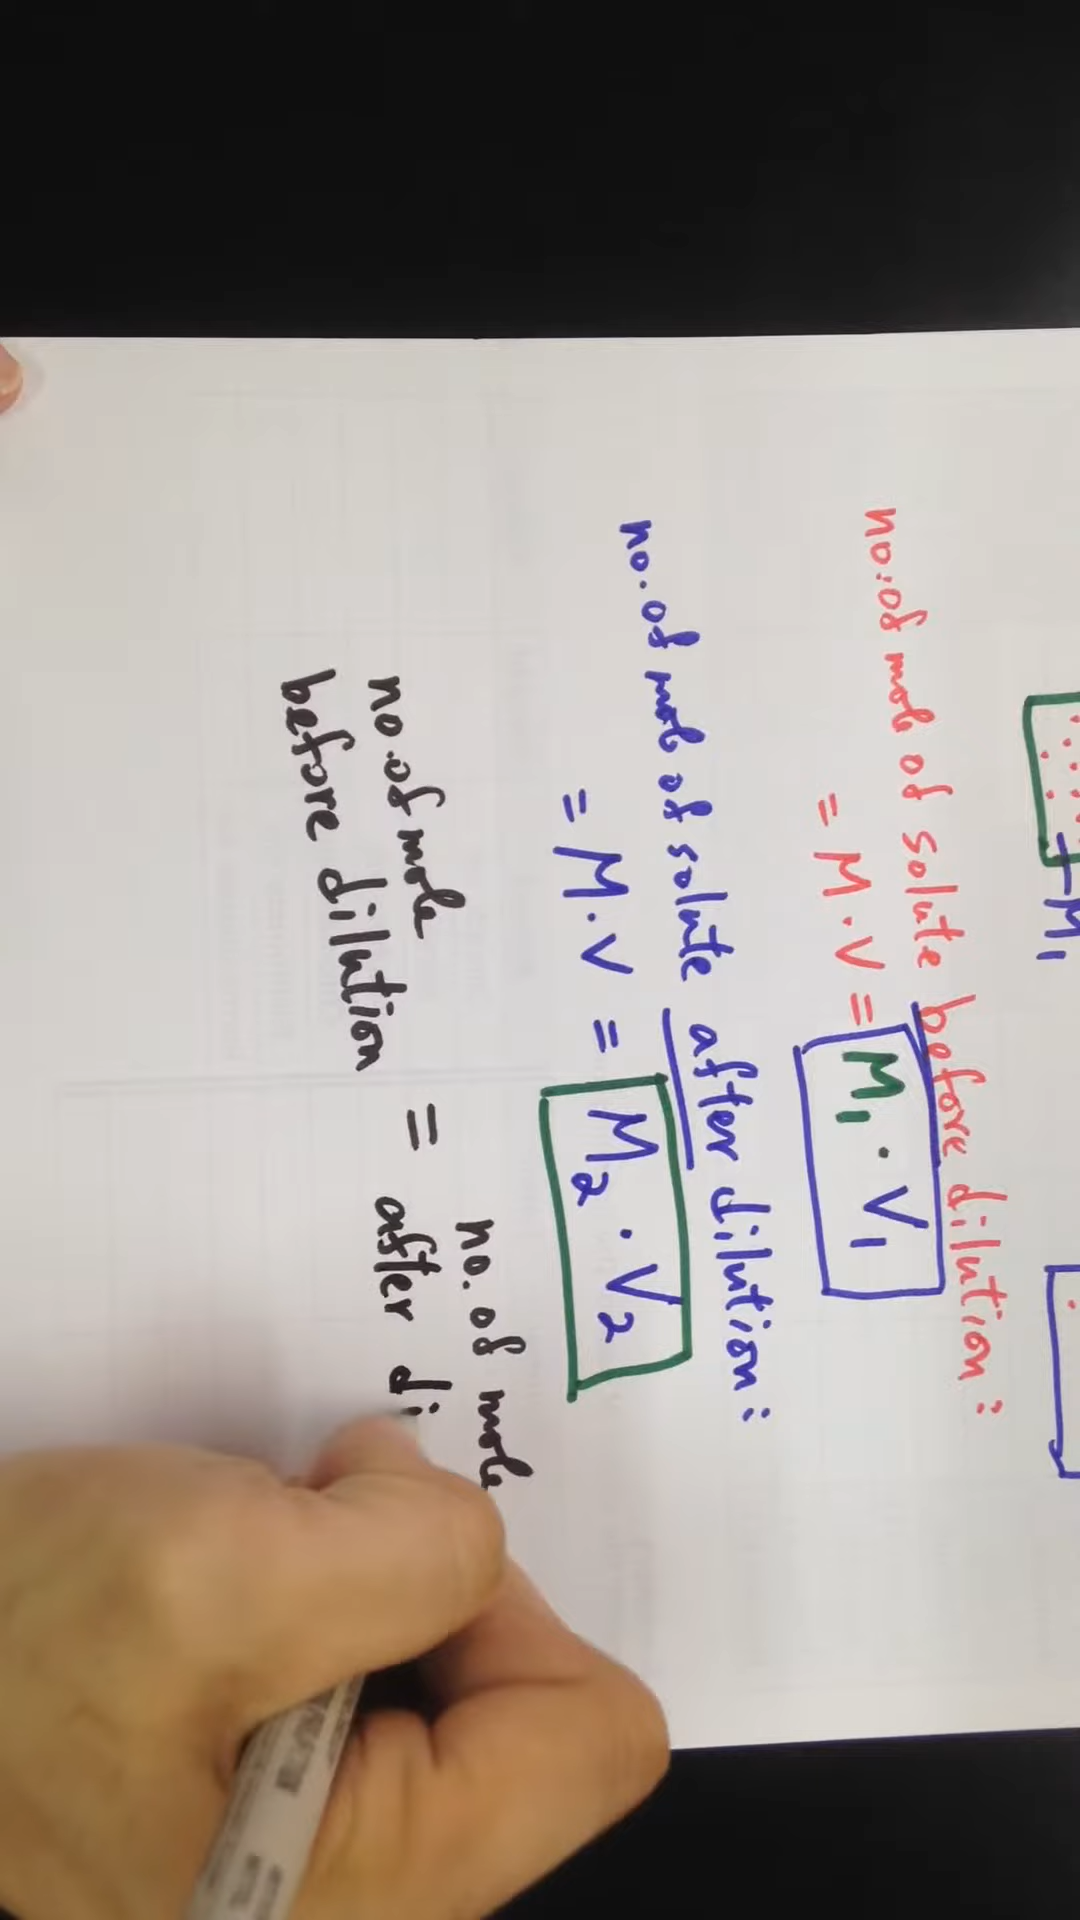 M₁
no. of mole of solute before dilution :
= M · V = M₁ · V₁
no. of mole of solute after dilution :
= M · V = M₂ · V₂
no. of mole = no. of mole
before dilution after di